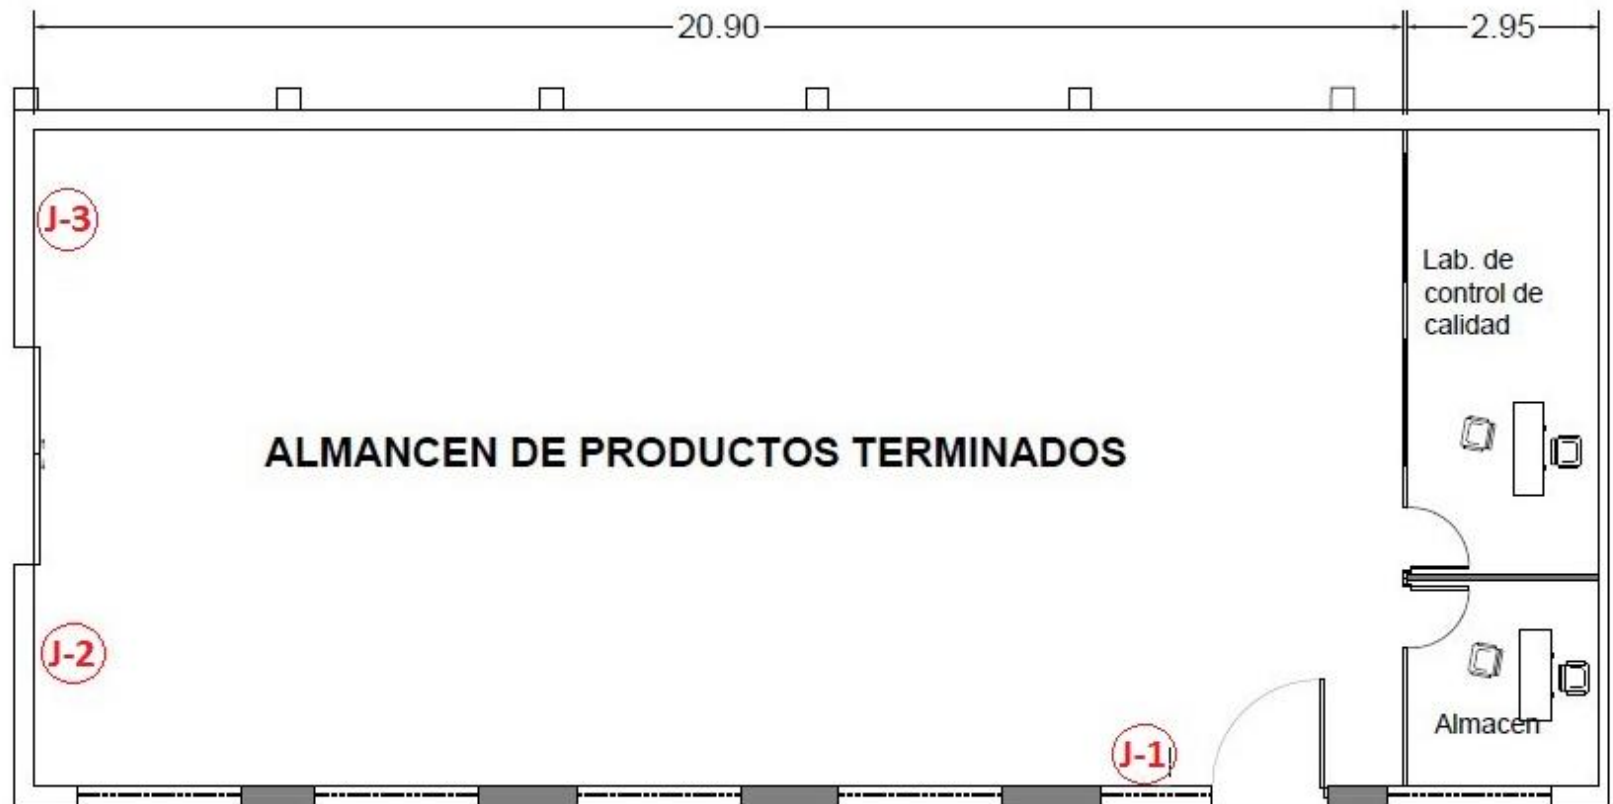 20.90
2.95
J-3
Lab. de
control de
calidad
ALMANCEN DE PRODUCTOS TERMINADOS
J-2
Almacen
J-1